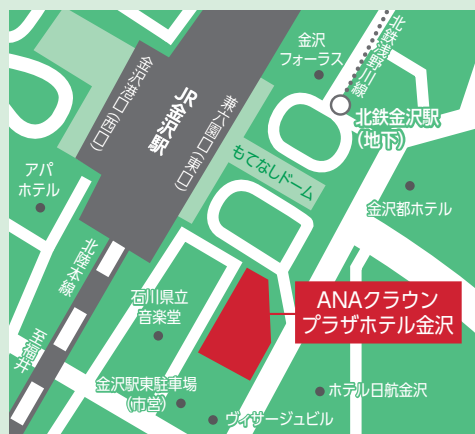 金沢
フォーラス
北鉄浅野川線
金沢港口(西口)
JR金沢駅
兼六園口(東口)
北鉄金沢駅
(地下)
もてなしドーム
アパ
ホテル
金沢都ホテル
北陸本線
石川県立
音楽堂
ANAクラウン
プラザホテル金沢
至福井
金沢駅東駐車場
(市営)
ホテル日航金沢
ヴィサージュビル